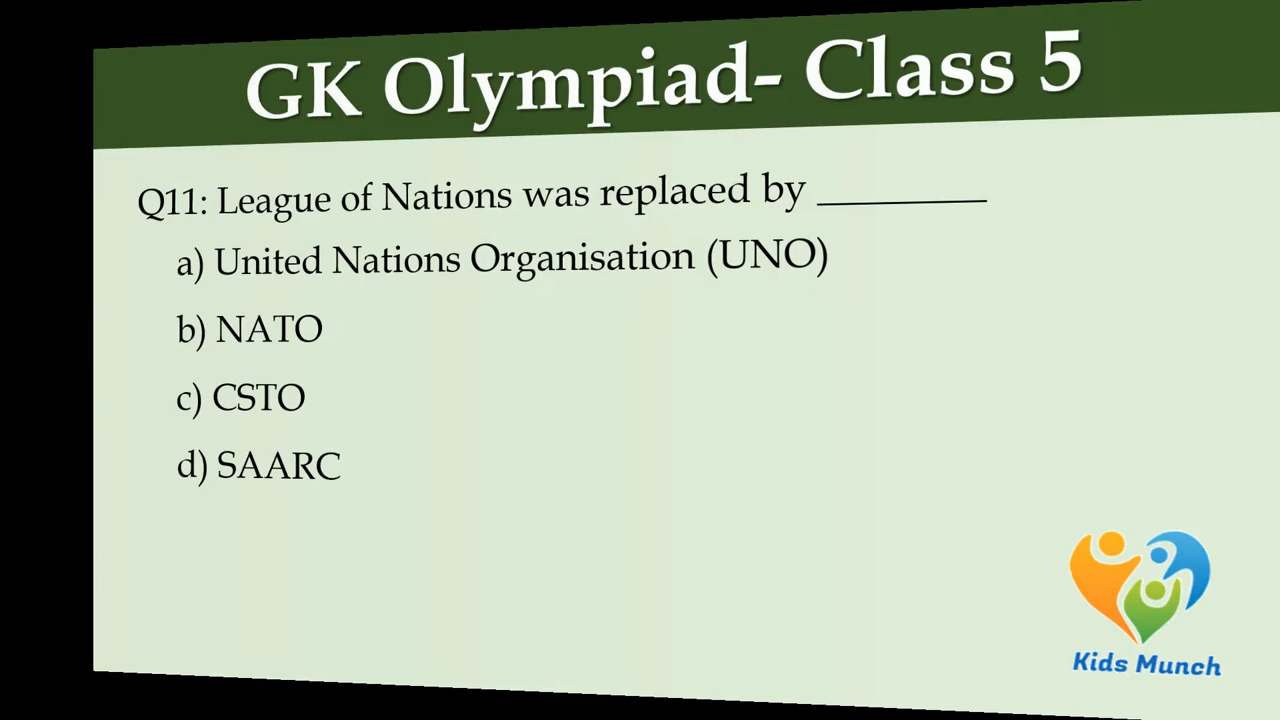 GK Olympiad- Class 5
Q11: League of Nations was replaced by ________
a) United Nations Organisation (UNO)
b) NATO
c) CSTO
d) SAARC
Kids Munch